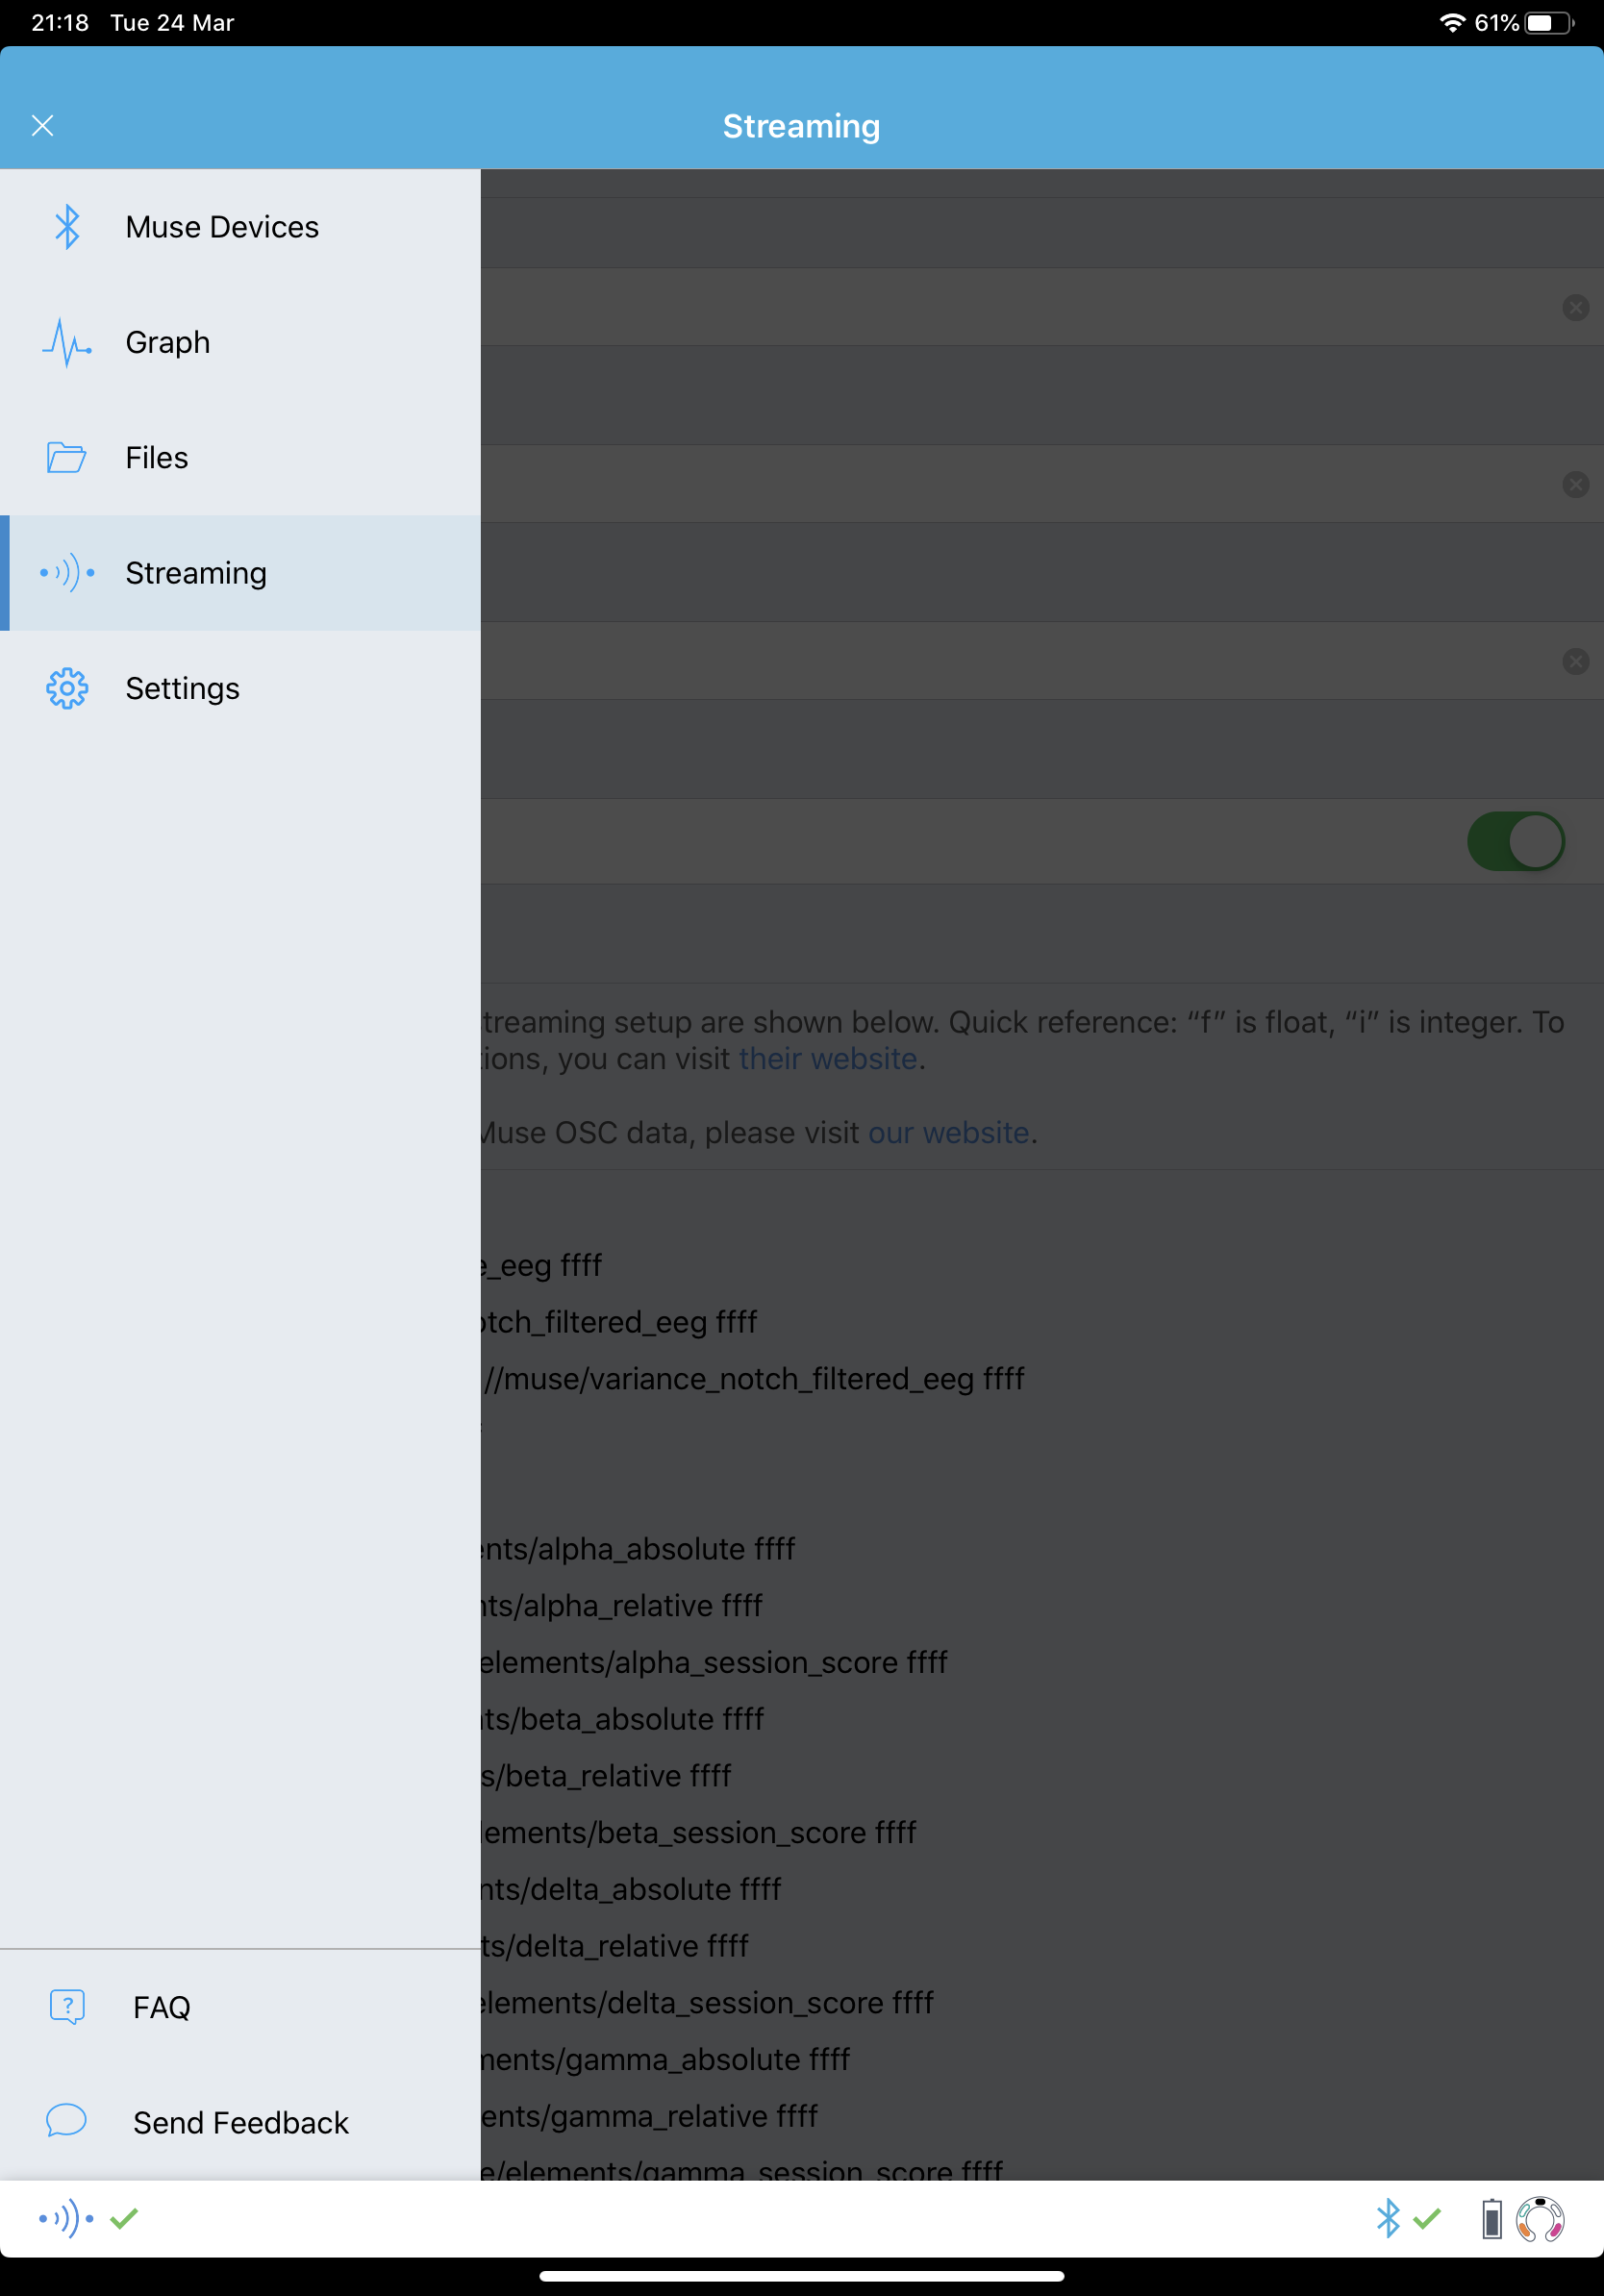 21:18 Tue 24 Mar 61%
Streaming
Muse Devices
Graph
Files
Streaming
Settings
setup are shown below. Quick reference: “f” is float, “i” is integer. To
you can visit their website.
OSC data, please visit our website.
_eeg ffff
tch_filtered_eeg ffff
//muse/variance_notch_filtered_eeg ffff
nts/alpha_absolute ffff
ts/alpha_relative ffff
elements/alpha_session_score ffff
ts/beta_absolute ffff
s/beta_relative ffff
lements/beta_session_score ffff
nts/delta_absolute ffff
ts/delta_relative ffff
elements/delta_session_score ffff
ments/gamma_absolute ffff
ents/gamma_relative ffff
e/elements/gamma_session_score ffff
FAQ
Send Feedback